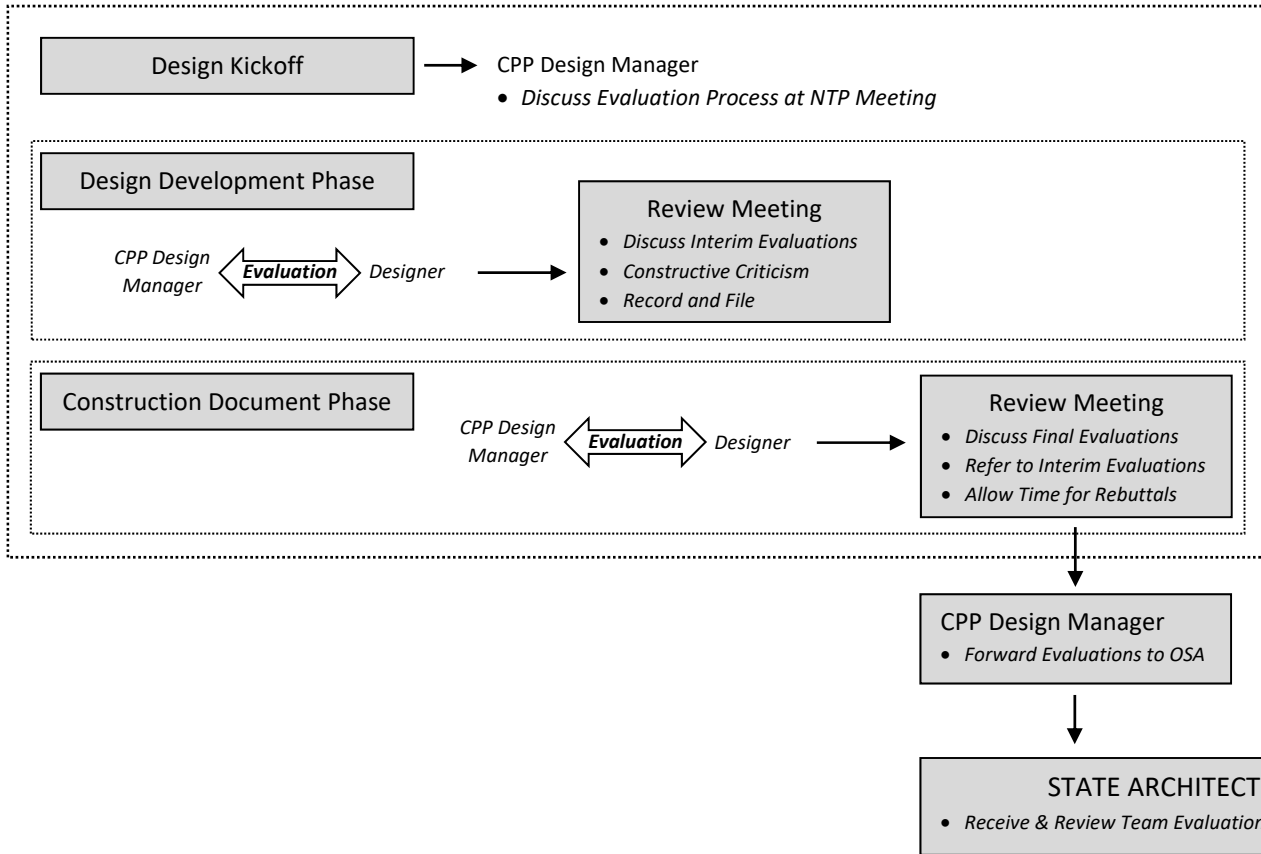 Design Kickoff
CPP Design Manager
• Discuss Evaluation Process at NTP Meeting
Design Development Phase
CPP Design
Manager
Evaluation
Designer
Review Meeting
• Discuss Interim Evaluations
• Constructive Criticism
• Record and File
Construction Document Phase
CPP Design
Manager
Evaluation
Designer
Review Meeting
• Discuss Final Evaluations
• Refer to Interim Evaluations
• Allow Time for Rebuttals
CPP Design Manager
• Forward Evaluations to OSA
STATE ARCHITECT
• Receive & Review Team Evaluation